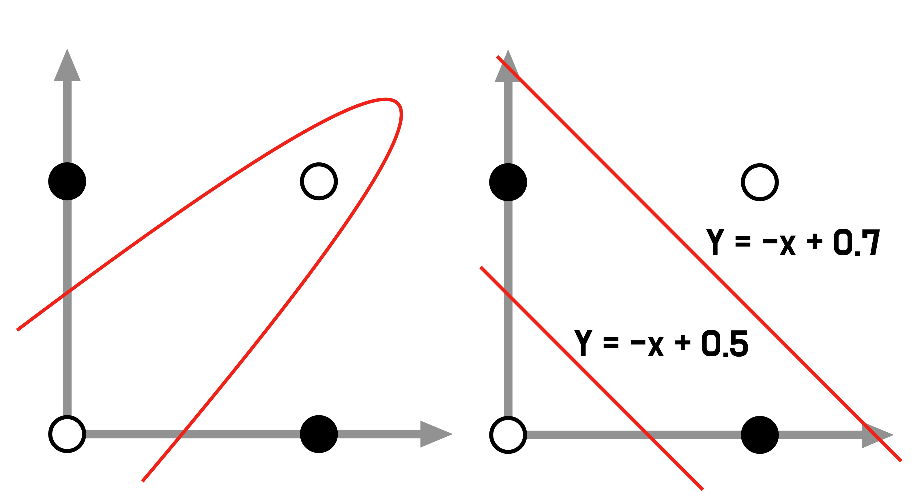 Y = -x + 0.7
Y = -x + 0.5